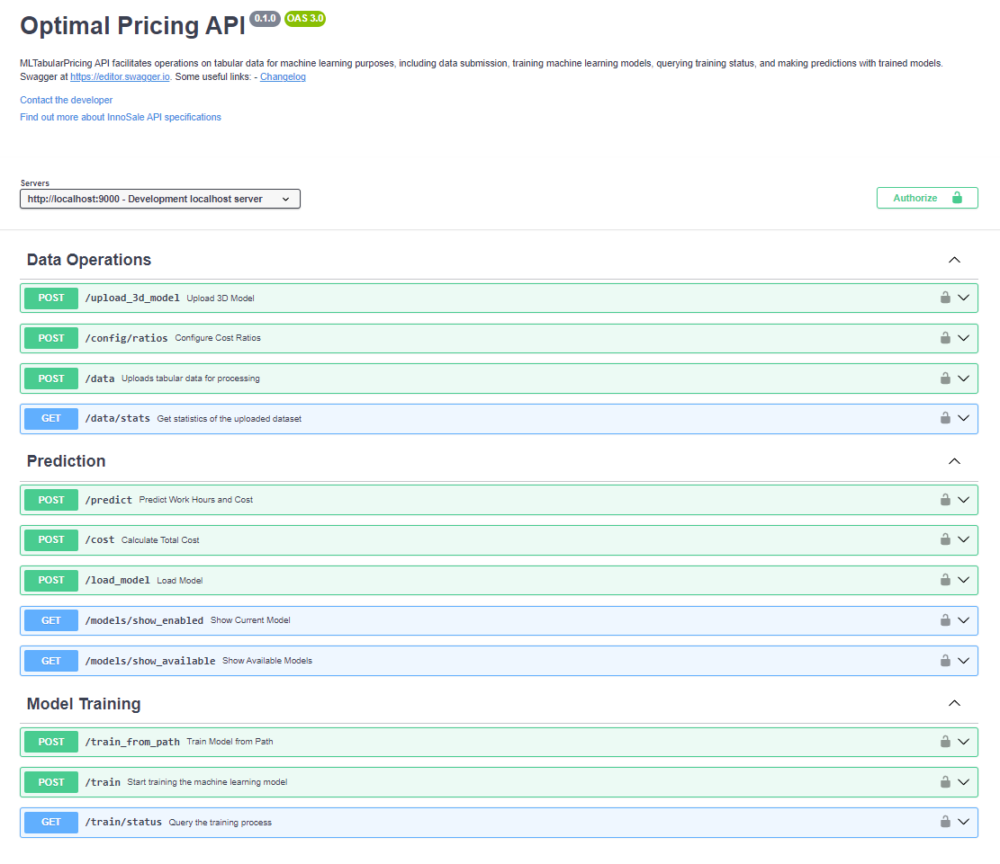 Optimal Pricing API 0.1.0 OAS 3.0
MLTabularPricing API facilitates operations on tabular data for machine learning purposes, including data submission, training machine learning models, querying training status, and making predictions with trained models.
Swagger at https://editor.swagger.io. Some useful links: - Changelog
Contact the developer
Find out more about InnoSale API specifications
Servers
http://localhost:9000 - Development localhost server
Authorize
Data Operations
POST /upload_3d_model Upload 3D Model
POST /config/ratios Configure Cost Ratios
POST /data Uploads tabular data for processing
GET /data/stats Get statistics of the uploaded dataset
Prediction
POST /predict Predict Work Hours and Cost
POST /cost Calculate Total Cost
POST /load_model Load Model
GET /models/show_enabled Show Current Model
GET /models/show_available Show Available Models
Model Training
POST /train_from_path Train Model from Path
POST /train Start training the machine learning model
GET /train/status Query the training process